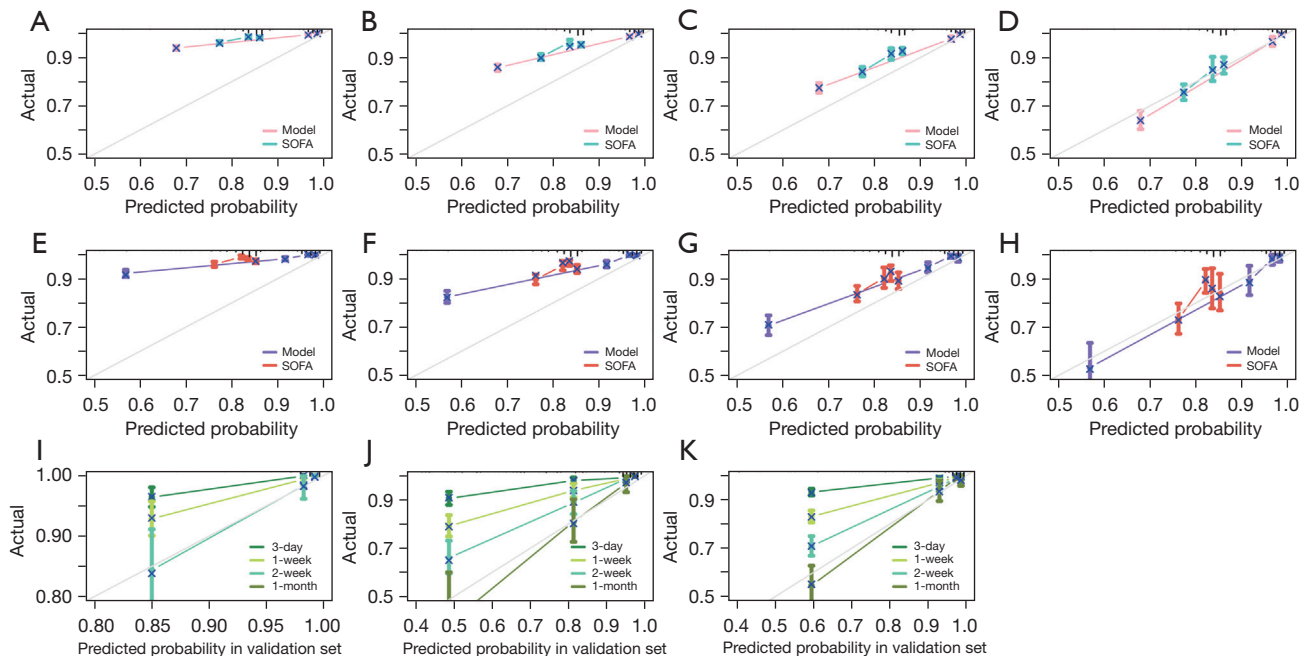 A
Actual
0.9
0.7
0.5
Model
SOFA
0.5 0.6 0.7 0.8 0.9 1.0
Predicted probability
B
Actual
0.9
0.7
0.5
Model
SOFA
0.5 0.6 0.7 0.8 0.9 1.0
Predicted probability
C
Actual
0.9
0.7
0.5
Model
SOFA
0.5 0.6 0.7 0.8 0.9 1.0
Predicted probability
D
Actual
0.9
0.7
0.5
Model
SOFA
0.5 0.6 0.7 0.8 0.9 1.0
Predicted probability
E
Actual
0.9
0.7
0.5
Model
SOFA
0.5 0.6 0.7 0.8 0.9 1.0
Predicted probability
F
Actual
0.9
0.7
0.5
Model
SOFA
0.5 0.6 0.7 0.8 0.9 1.0
Predicted probability
G
Actual
0.9
0.7
0.5
Model
SOFA
0.5 0.6 0.7 0.8 0.9 1.0
Predicted probability
H
Actual
0.9
0.7
0.5
Model
SOFA
0.5 0.6 0.7 0.8 0.9 1.0
Predicted probability
I
Actual
1.00
0.90
0.80
3-day
1-week
2-week
1-month
0.80 0.85 0.90 0.95 1.00
Predicted probability in validation set
J
Actual
0.9
0.7
0.5
3-day
1-week
2-week
1-month
0.4 0.5 0.6 0.7 0.8 0.9 1.0
Predicted probability in validation set
K
Actual
0.9
0.7
0.5
3-day
1-week
2-week
1-month
0.4 0.5 0.6 0.7 0.8 0.9 1.0
Predicted probability in validation set